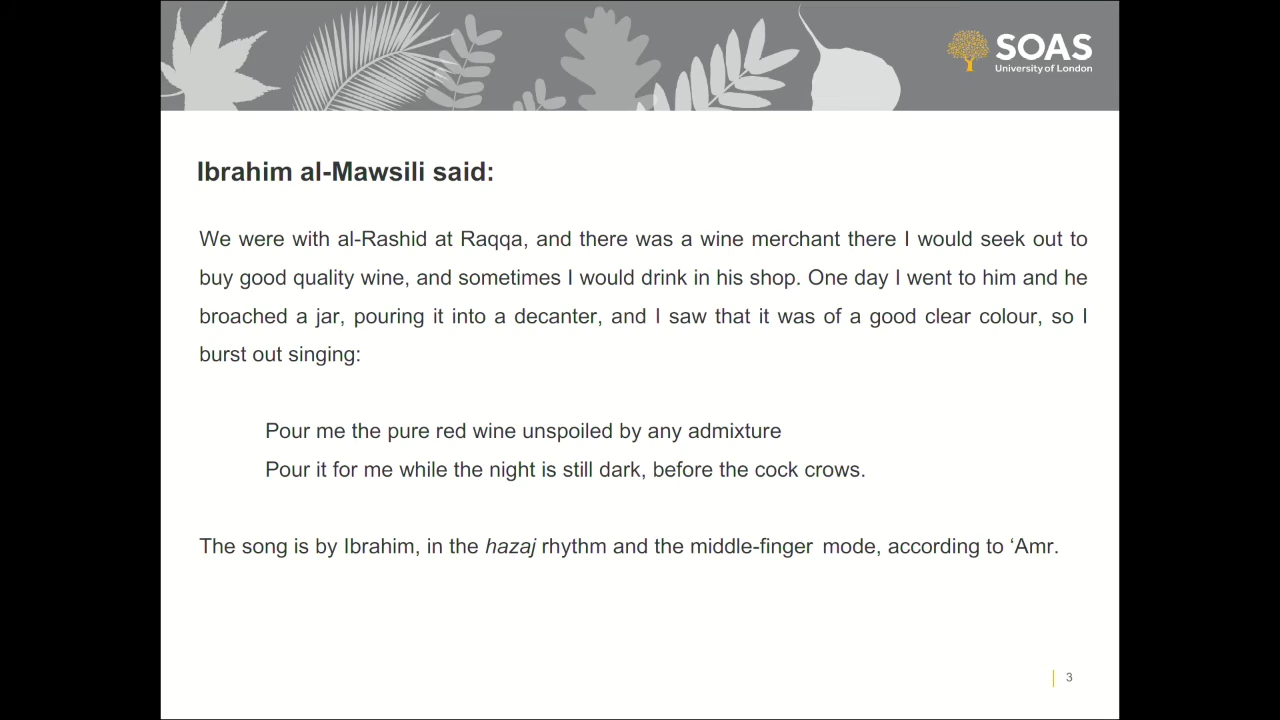 SOAS
University of London
Ibrahim al-Mawsili said:
We were with al-Rashid at Raqqa, and there was a wine merchant there I would seek out to
buy good quality wine, and sometimes I would drink in his shop. One day I went to him and he
broached a jar, pouring it into a decanter, and I saw that it was of a good clear colour, so I
burst out singing:
Pour me the pure red wine unspoiled by any admixture
Pour it for me while the night is still dark, before the cock crows.
The song is by Ibrahim, in the hazaj rhythm and the middle-finger mode, according to ‘Amr.
3